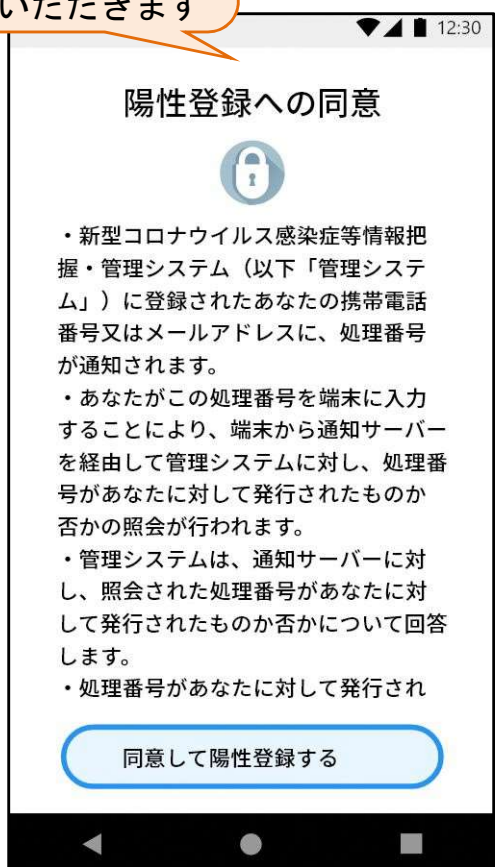 いただきます
12:30
陽性登録への同意
・新型コロナウイルス感染症等情報把
握・管理システム（以下「管理システ
ム」）に登録されたあなたの携帯電話
番号又はメールアドレスに、処理番号
が通知されます。
・あなたがこの処理番号を端末に入力
することにより、端末から通知サーバー
を経由して管理システムに対し、処理番
号があなたに対して発行されたものか
否かの照会が行われます。
・管理システムは、通知サーバーに対
し、照会された処理番号があなたに対
して発行されたものか否かについて回答
します。
・処理番号があなたに対して発行され
同意して陽性登録する